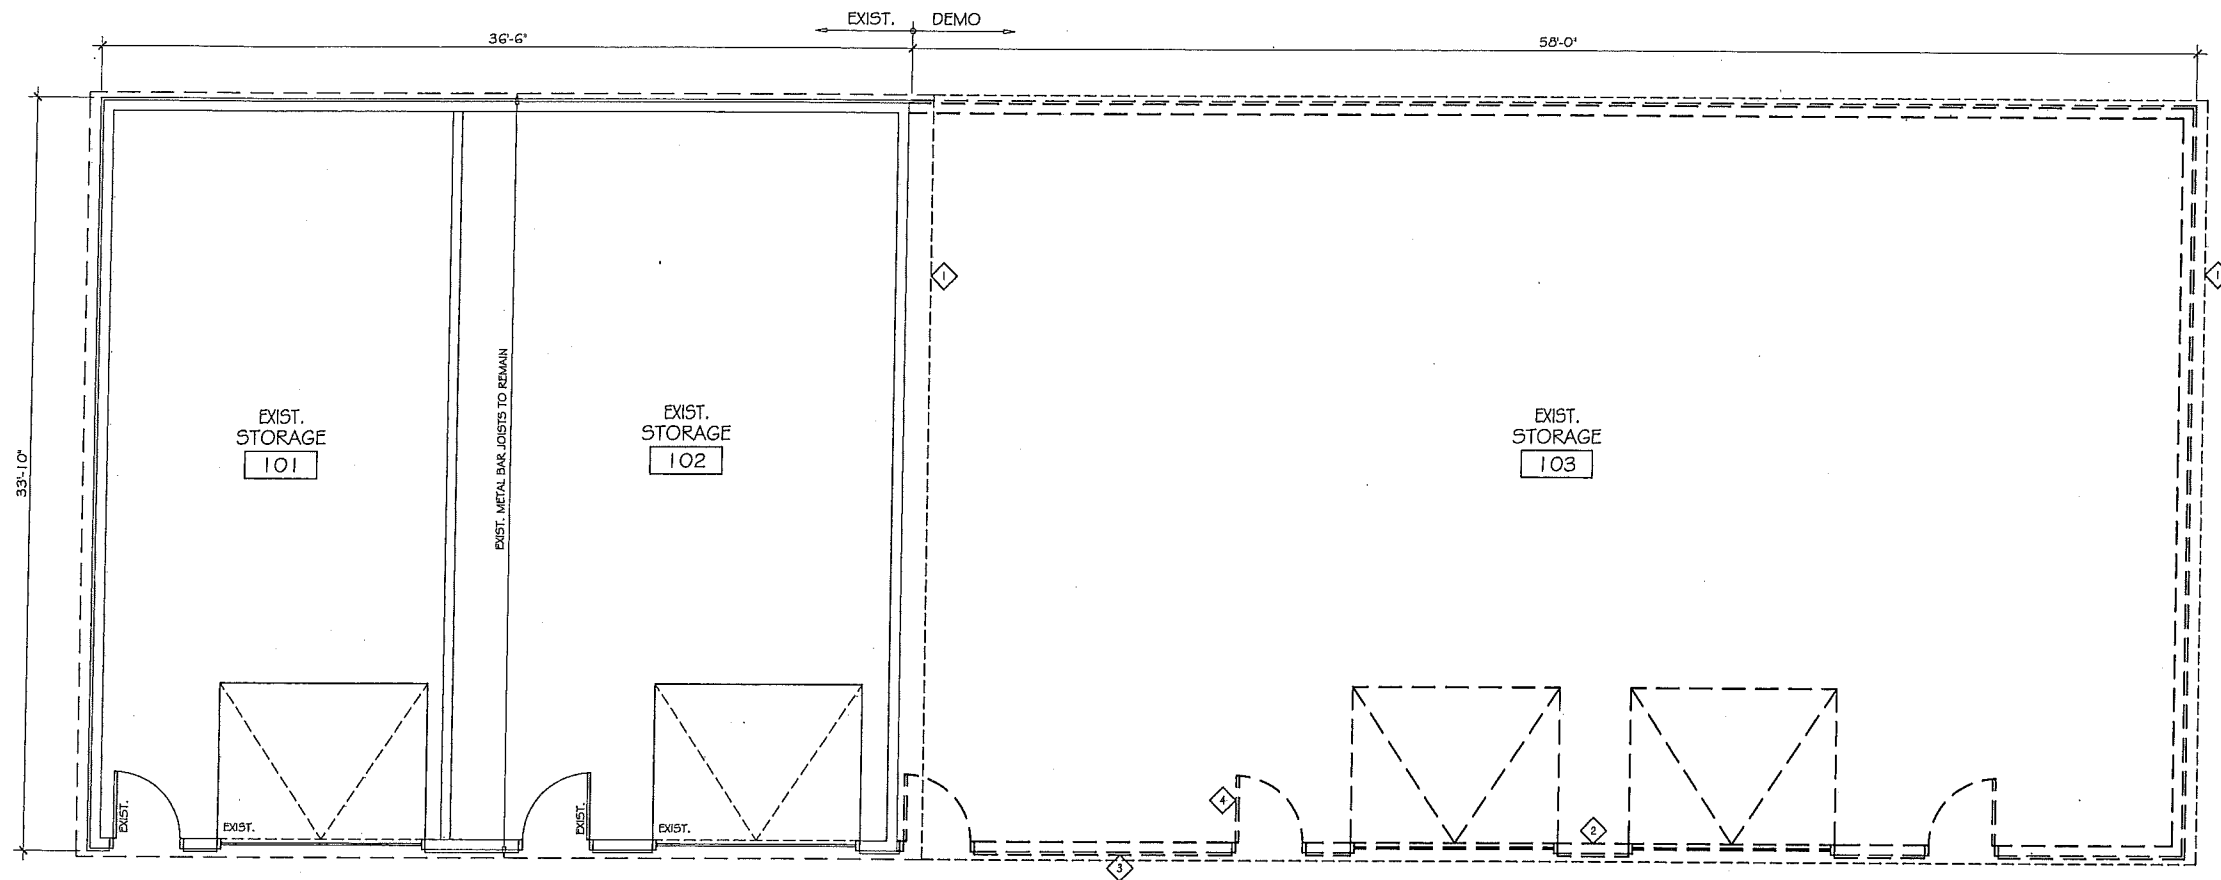 EXIST. DEMO
36'-6"
58'-0"
33'-10"
EXIST.
STORAGE
101
EXIST. METAL BAR JOISTS TO REMAIN
EXIST.
STORAGE
102
EXIST.
STORAGE
103
1
1
EXIST.
EXIST.
EXIST.
EXIST.
4
2
3